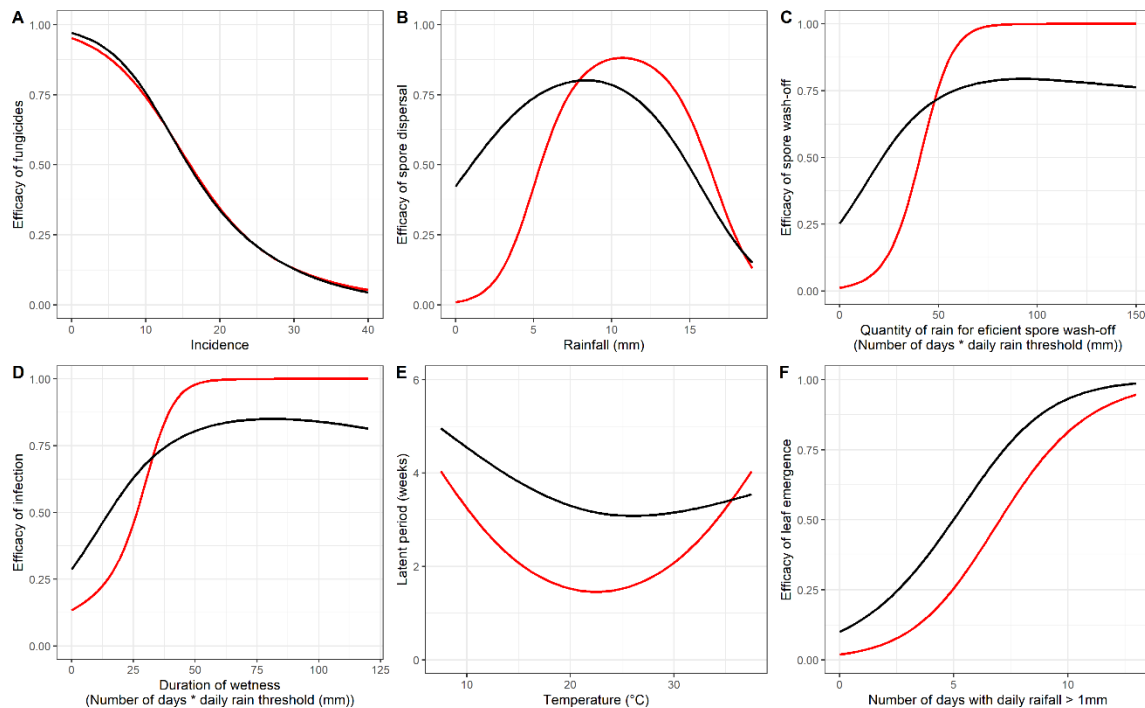 A
Efficacy of fungicides
1.00
0.75
0.50
0.25
0.00
0 10 20 30 40
Incidence
B
Efficacy of spore dispersal
1.00
0.75
0.50
0.25
0.00
0 5 10 15
Rainfall (mm)
C
Efficacy of spore wash-off
1.00
0.75
0.50
0.25
0.00
0 50 100 150
Quantity of rain for eficient spore wash-off
(Number of days * daily rain threshold (mm))
D
Efficacy of infection
1.00
0.75
0.50
0.25
0.00
0 25 50 75 100 125
Duration of wetness
(Number of days * daily rain threshold (mm))
E
Latent period (weeks)
6
4
2
0
10 20 30
Temperature (°C)
F
Efficacy of leaf emergence
1.00
0.75
0.50
0.25
0.00
0 5 10
Number of days with daily raifall > 1mm